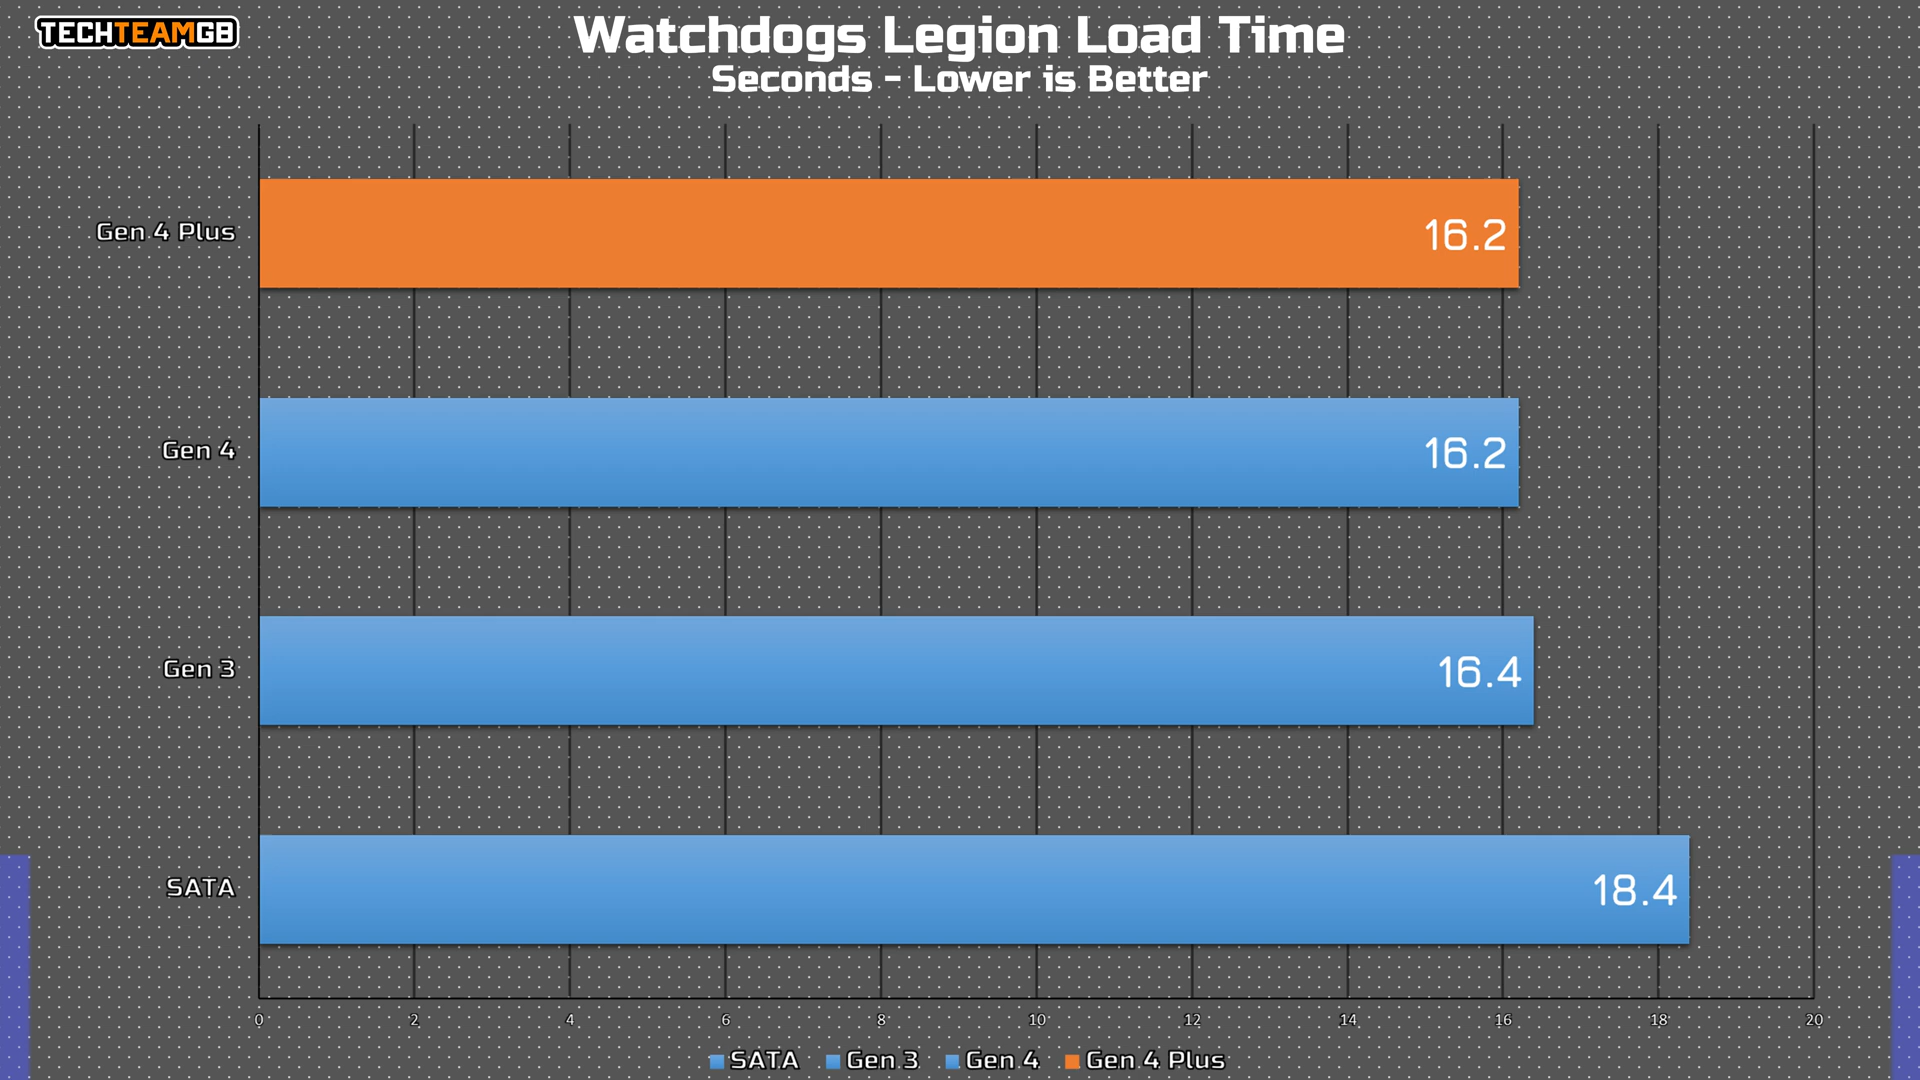 TECHTEAMGB
Watchdogs Legion Load Time
Seconds - Lower is Better
Gen 4 Plus
16.2
Gen 4
16.2
Gen 3
16.4
SATA
18.4
0 2 4 6 8 10 12 14 16 18 20
SATA Gen 3 Gen 4 Gen 4 Plus